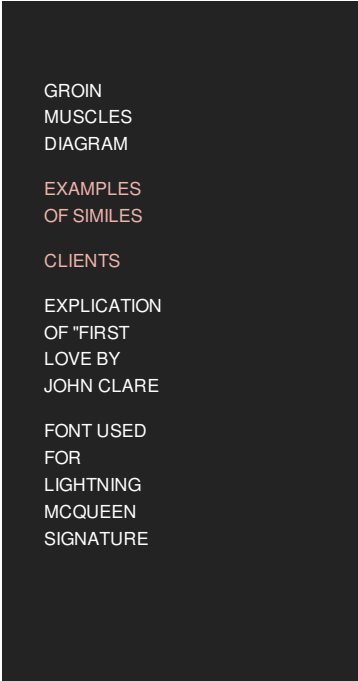 GROIN
MUSCLES
DIAGRAM
EXAMPLES
OF SIMILES
CLIENTS
EXPLICATION
OF "FIRST
LOVE BY
JOHN CLARE
FONT USED
FOR
LIGHTNING
MCQUEEN
SIGNATURE